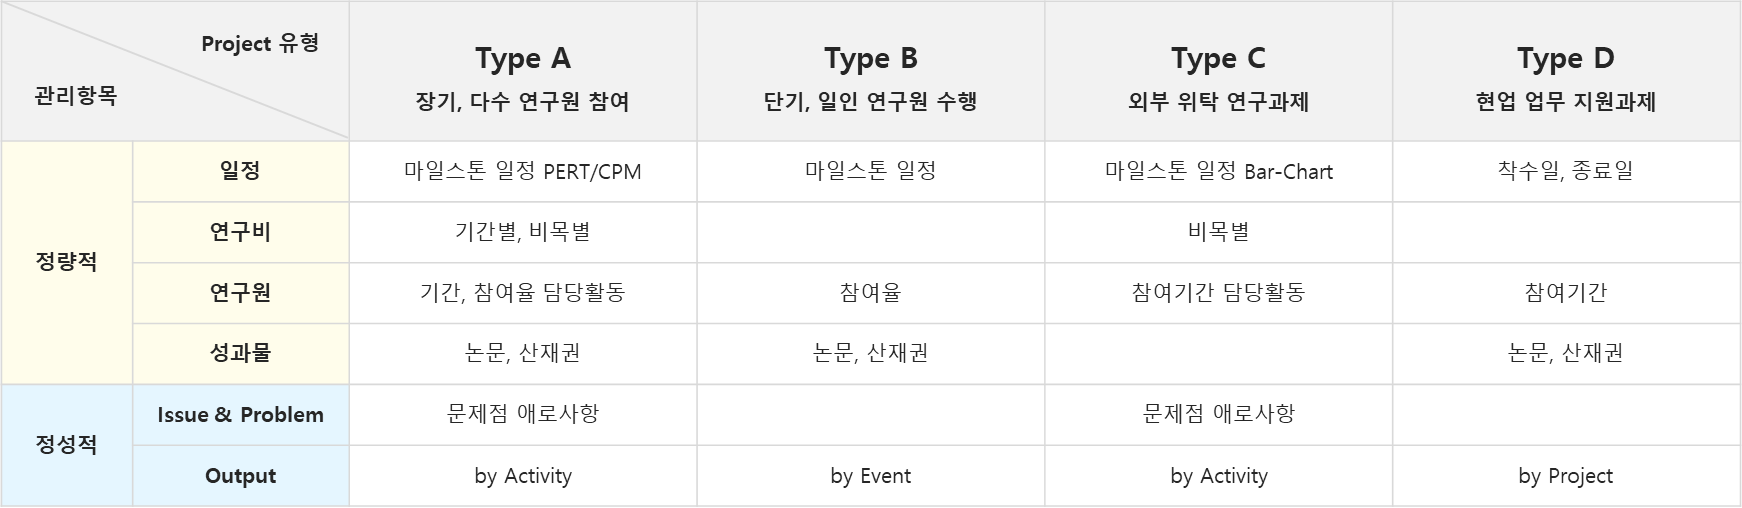 Project 유형
관리항목
Type A
장기, 다수 연구원 참여
Type B
단기, 일인 연구원 수행
Type C
외부 위탁 연구과제
Type D
현업 업무 지원과제
정량적
일정
마일스톤 일정 PERT/CPM
마일스톤 일정
마일스톤 일정 Bar-Chart
착수일, 종료일
연구비
기간별, 비목별
비목별
연구원
기간, 참여율 담당활동
참여율
참여기간 담당활동
참여기간
성과물
논문, 산재권
논문, 산재권
논문, 산재권
정성적
Issue & Problem
문제점 애로사항
문제점 애로사항
Output
by Activity
by Event
by Activity
by Project